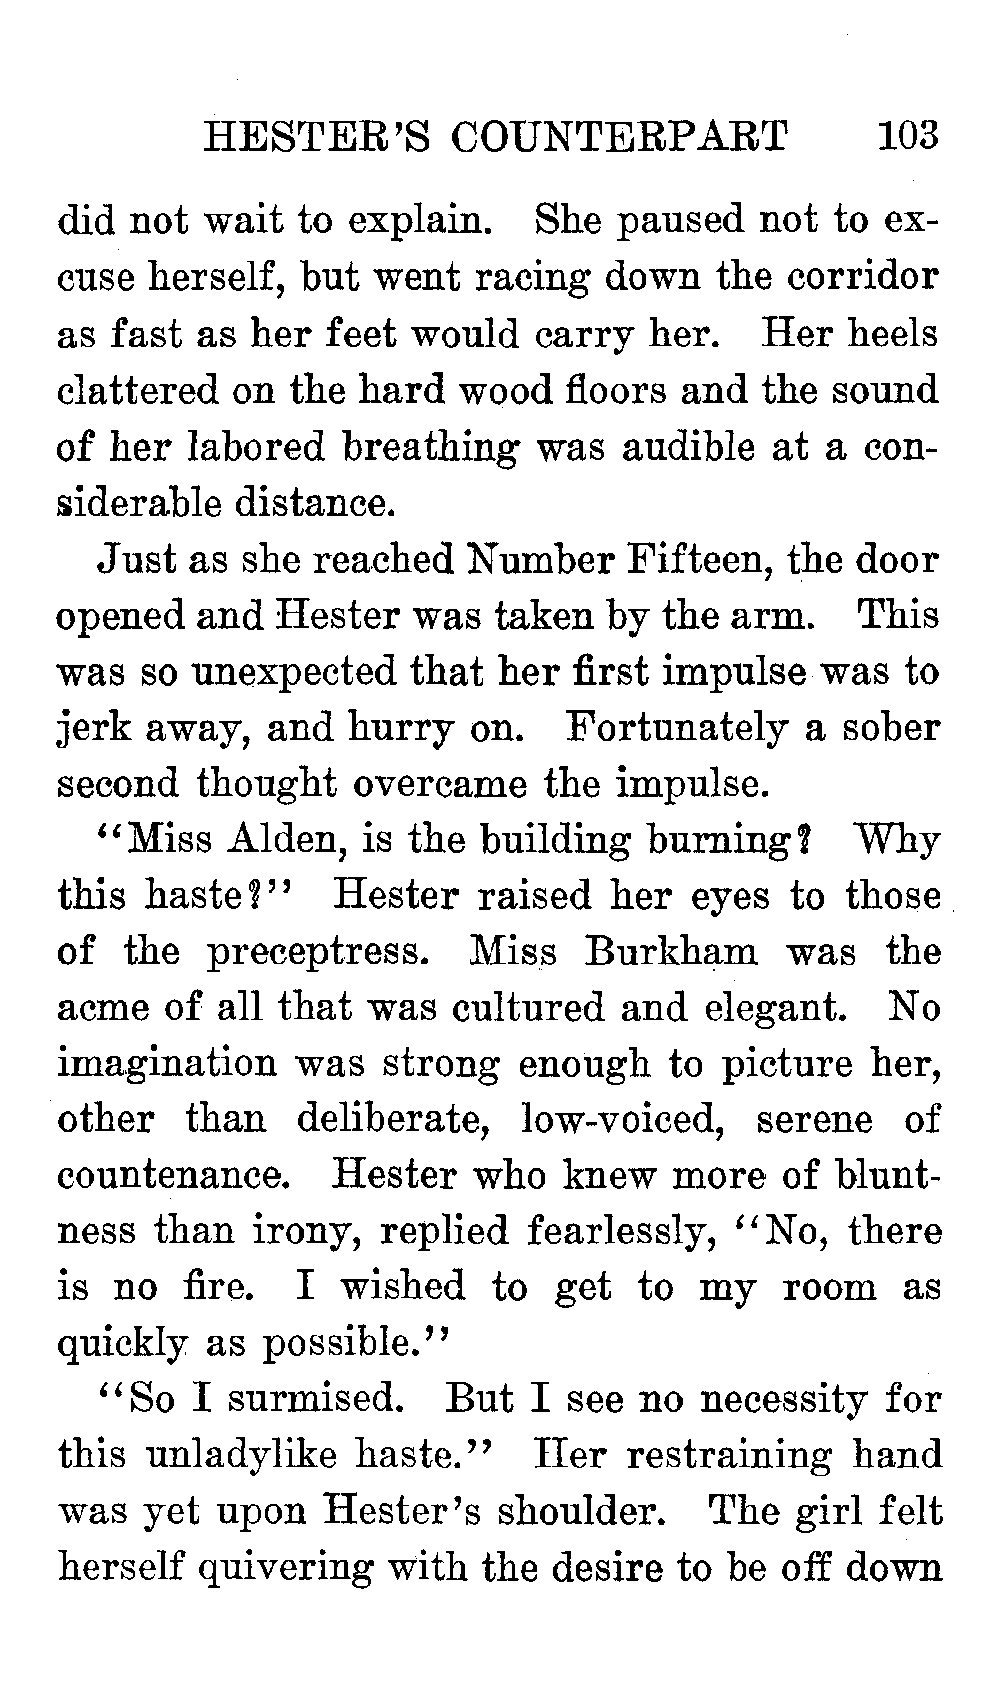 HESTER'S COUNTERPART 103
did not wait to explain. She paused not to ex-
cuse herself, but went racing down the corridor
as fast as her feet would carry her. Her heels
clattered on the hard wood floors and the sound
of her labored breathing was audible at a con-
siderable distance.
Just as she reached Number Fifteen, the door
opened and Hester was taken by the arm. This
was so unexpected that her first impulse was to
jerk away, and hurry on. Fortunately a sober
second thought overcame the impulse.
"Miss Alden, is the building burning? Why
this haste?" Hester raised her eyes to those
of the preceptress. Miss Burkham was the
acme of all that was cultured and elegant. No
imagination was strong enough to picture her,
other than deliberate, low-voiced, serene of
countenance. Hester who knew more of blunt-
ness than irony, replied fearlessly, "No, there
is no fire. I wished to get to my room as
quickly as possible."
"So I surmised. But I see no necessity for
this unladylike haste." Her restraining hand
was yet upon Hester's shoulder. The girl felt
herself quivering with the desire to be off down